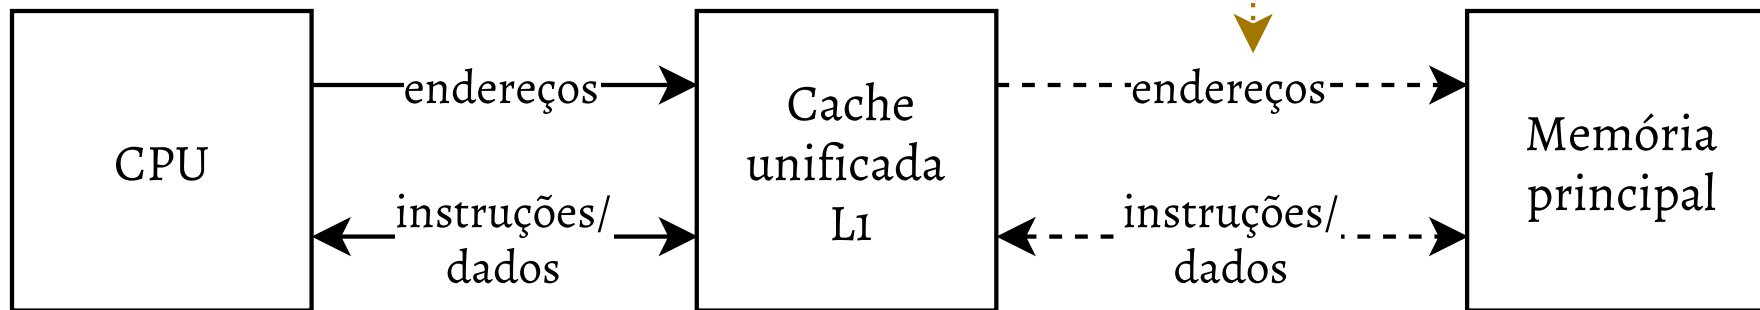 CPU
endereços
instruções/
dados
Cache
unificada
L1
endereços
instruções/
dados
Memória
principal